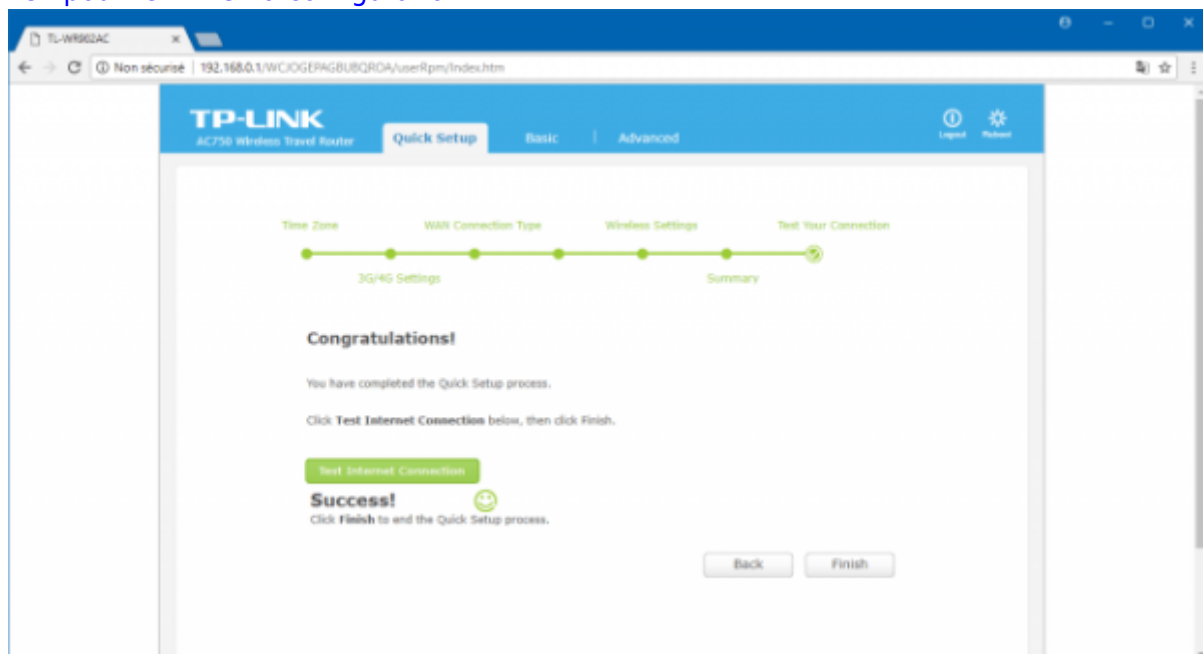 TL-WR802AC
Non sécurisé | 192.168.0.1/WCJOGEPAGBUBQRDA/userRpm/Index.htm
TP-LINK
AC750 Wireless Travel Router
Quick Setup
Basic
Advanced
Logout
Reboot
Time Zone
WAN Connection Type
Wireless Settings
Test Your Connection
3G/4G Settings
Summary
Congratulations!
You have completed the Quick Setup process.
Click Test Internet Connection below, then click Finish.
Test Internet Connection
Success!
Click Finish to end the Quick Setup process.
Back
Finish